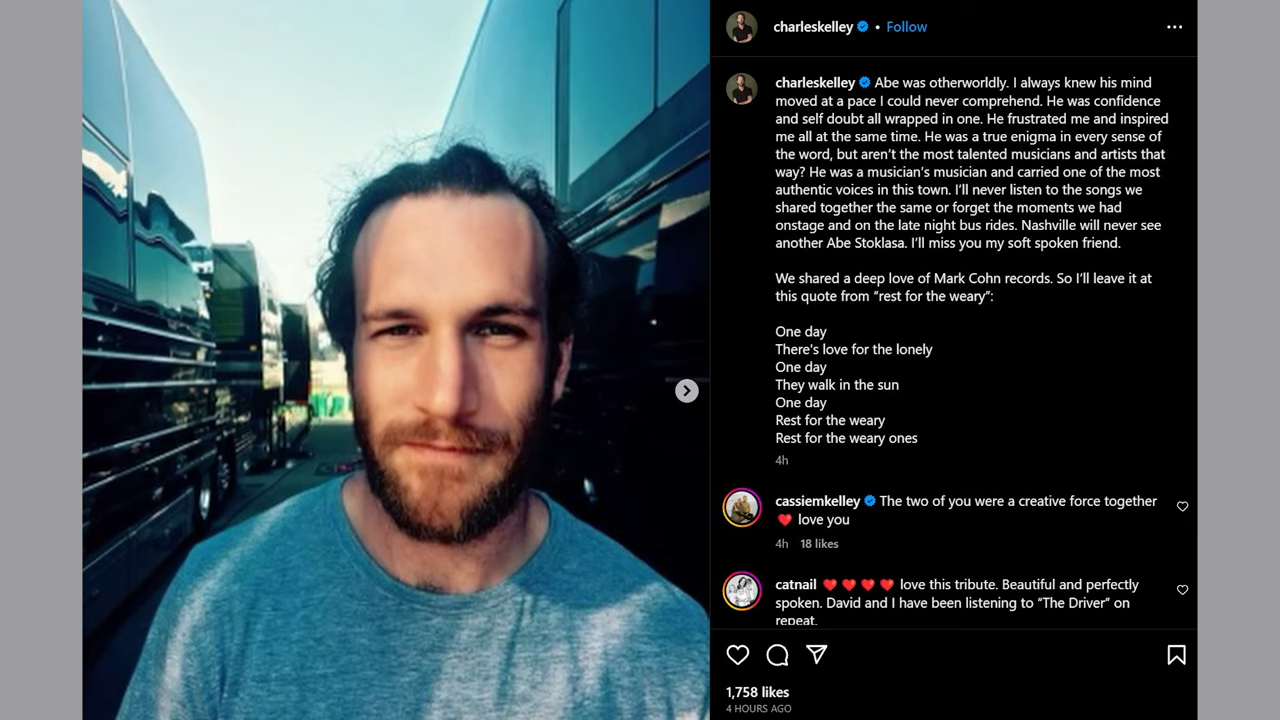 charleskelley • Follow
charleskelley Abe was otherworldly. I always knew his mind
moved at a pace I could never comprehend. He was confidence
and self doubt all wrapped in one. He frustrated me and inspired
me all at the same time. He was a true enigma in every sense of
the word, but aren’t the most talented musicians and artists that
way? He was a musician’s musician and carried one of the most
authentic voices in this town. I’ll never listen to the songs we
shared together the same or forget the moments we had
onstage and on the late night bus rides. Nashville will never see
another Abe Stoklasa. I’ll miss you my soft spoken friend.
We shared a deep love of Mark Cohn records. So I’ll leave it at
this quote from “rest for the weary”:
One day
There's love for the lonely
One day
They walk in the sun
One day
Rest for the weary
Rest for the weary ones
4h
cassiemkelley The two of you were a creative force together
❤️ love you
4h 18 likes
catnail ❤️ ❤️ ❤️ ❤️ love this tribute. Beautiful and perfectly
spoken. David and I have been listening to “The Driver” on
repeat.
1,758 likes
4 HOURS AGO